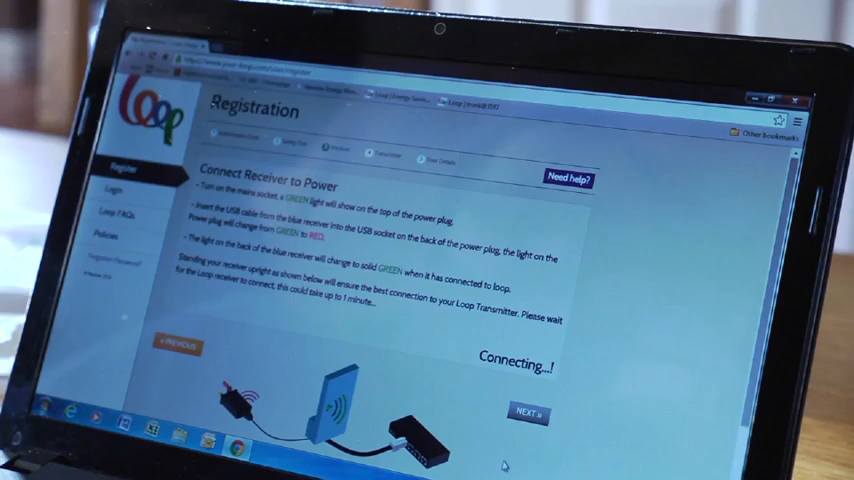 Loop | trunki83192
Other bookmarks
loop
Registration
Receiver
Transmitter
Need help?
Register
Login
Loop FAQs
Policies
Forgotten Password?
Connect Receiver to Power
- Turn on the mains socket, a GREEN light will show on the top of the power plug,
- Insert the USB cable from the blue receiver into the USB socket on the back of the power plug, the light on the
Power plug will change from GREEN to RED.
- The light on the back of the blue receiver will change to solid GREEN when it has connected to loop.
Standing your receiver upright as shown below will ensure the best connection to your Loop Transmitter. Please wait
for the Loop receiver to connect, this could take up to 1 minute...
Connecting...!
« PREVIOUS
NEXT »